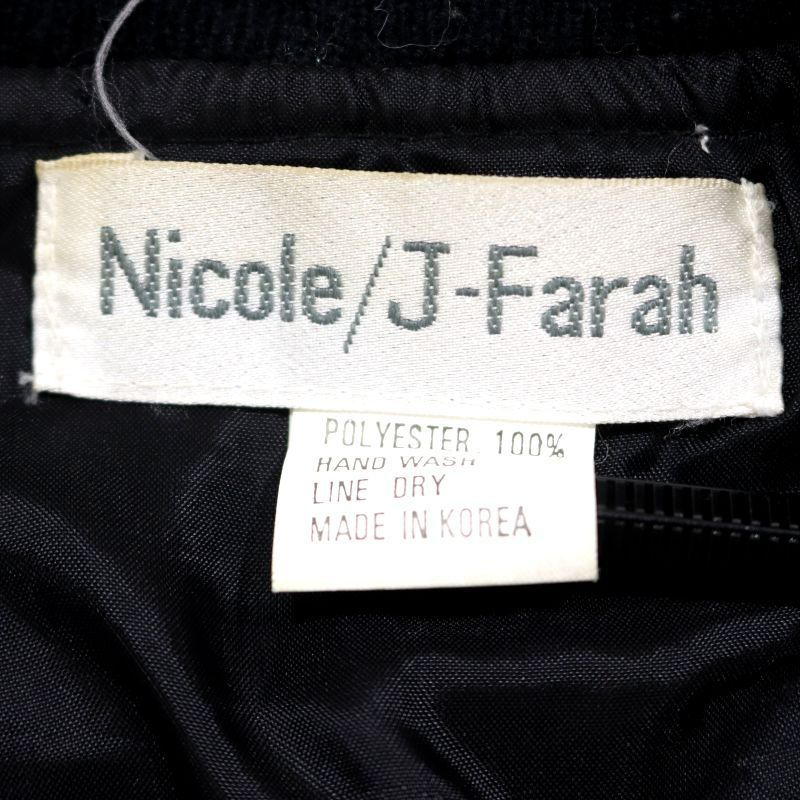 Nicole/J-Farah
POLYESTER 100%
HAND WASH
LINE DRY
MADE IN KOREA